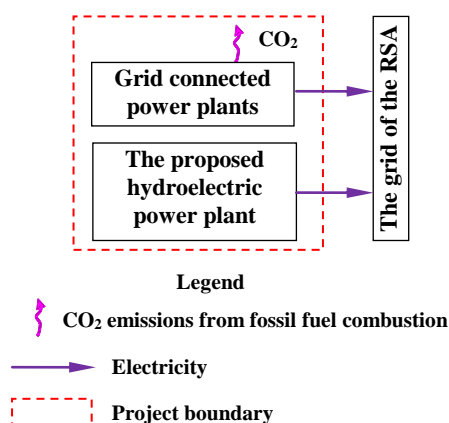 CO₂
Grid connected
power plants
The proposed
hydroelectric
power plant
The grid of the RSA
Legend
CO₂ emissions from fossil fuel combustion
Electricity
Project boundary